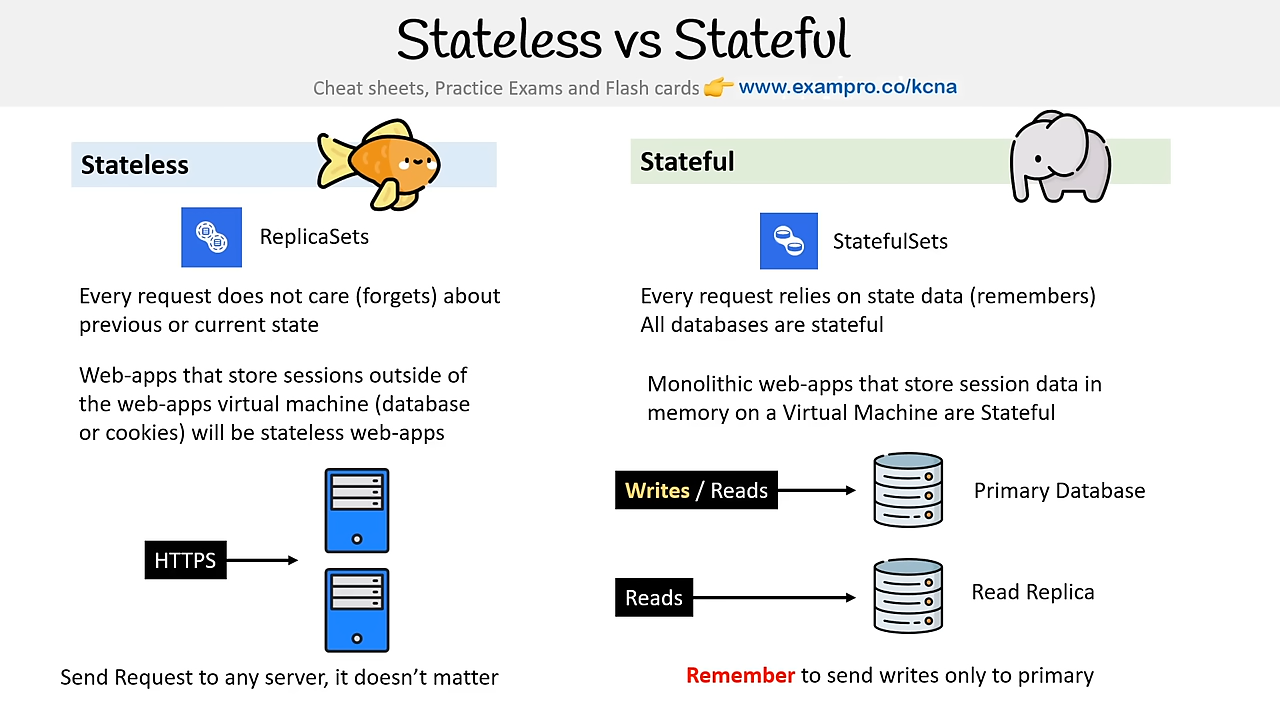 Stateless vs Stateful
Cheat sheets, Practice Exams and Flash cards 👉 www.exampro.co/kcna
Stateless
ReplicaSets
Every request does not care (forgets) about
previous or current state
Web-apps that store sessions outside of
the web-apps virtual machine (database
or cookies) will be stateless web-apps
HTTPS
Send Request to any server, it doesn't matter
Stateful
StatefulSets
Every request relies on state data (remembers)
All databases are stateful
Monolithic web-apps that store session data in
memory on a Virtual Machine are Stateful
Writes / Reads
Primary Database
Reads
Read Replica
Remember to send writes only to primary